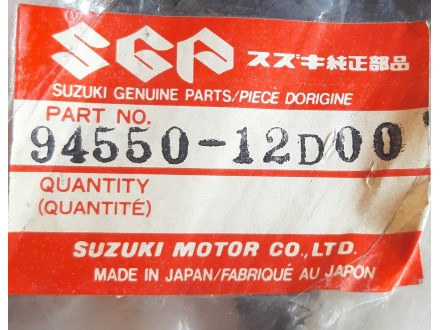 SGP スズキ純正部品
SUZUKI GENUINE PARTS/PIECE DORIGINE
PART NO.
94550-12D00
QUANTITY
(QUANTITÉ)
SUZUKI MOTOR CO.,LTD.
MADE IN JAPAN/FABRIQUÉ AU JAPON